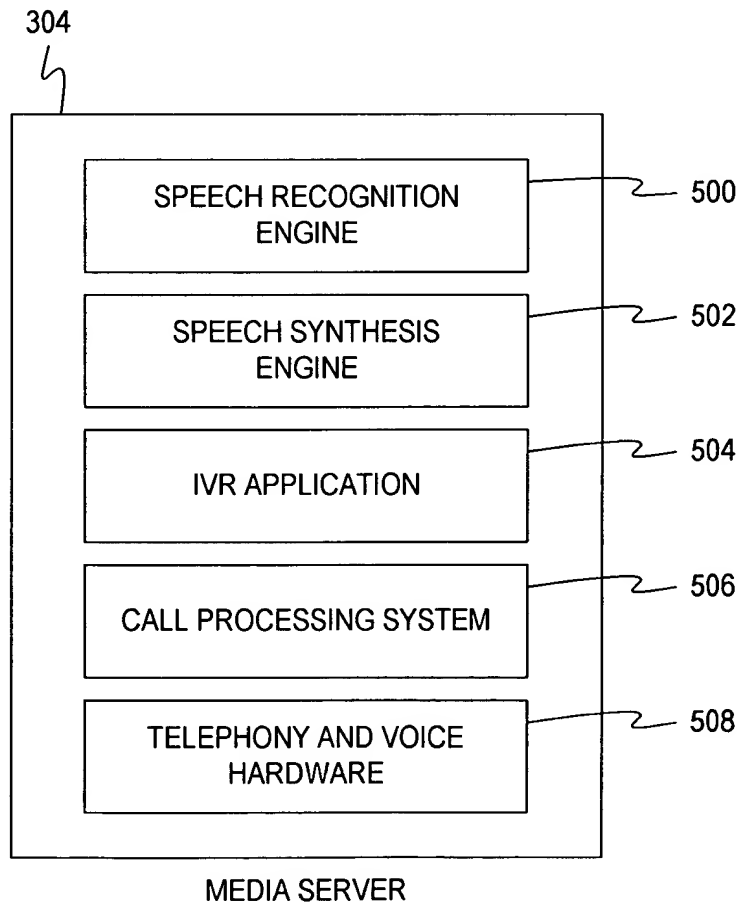 304
SPEECH RECOGNITION
ENGINE
500
SPEECH SYNTHESIS
ENGINE
502
IVR APPLICATION
504
CALL PROCESSING SYSTEM
506
TELEPHONY AND VOICE
HARDWARE
508
MEDIA SERVER